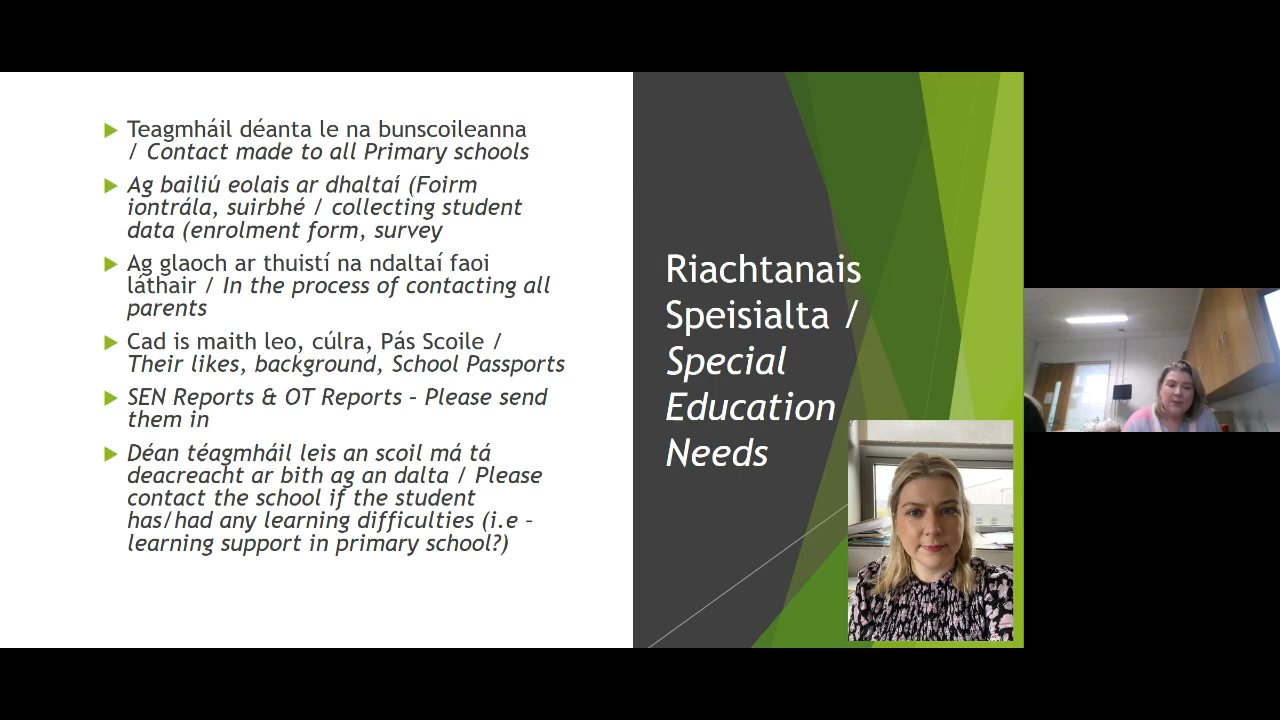 Teagmháil déanta le na bunscoileanna
/ Contact made to all Primary schools
Ag bailiú eolais ar dhaltaí (Foirm
iontrála, suirbhé / collecting student
data (enrolment form, survey
Ag glaoch ar thuistí na ndaltaí faoi
láthair / In the process of contacting all
parents
Cad is maith leo, cúlra, Pás Scoile /
Their likes, background, School Passports
SEN Reports & OT Reports – Please send
them in
Déan téagmháil leis an scoil má tá
deacreacht ar bith ag an dalta / Please
contact the school if the student
has/had any learning difficulties (i.e –
learning support in primary school?)
Riachtanais
Speisialta /
Special
Education
Needs